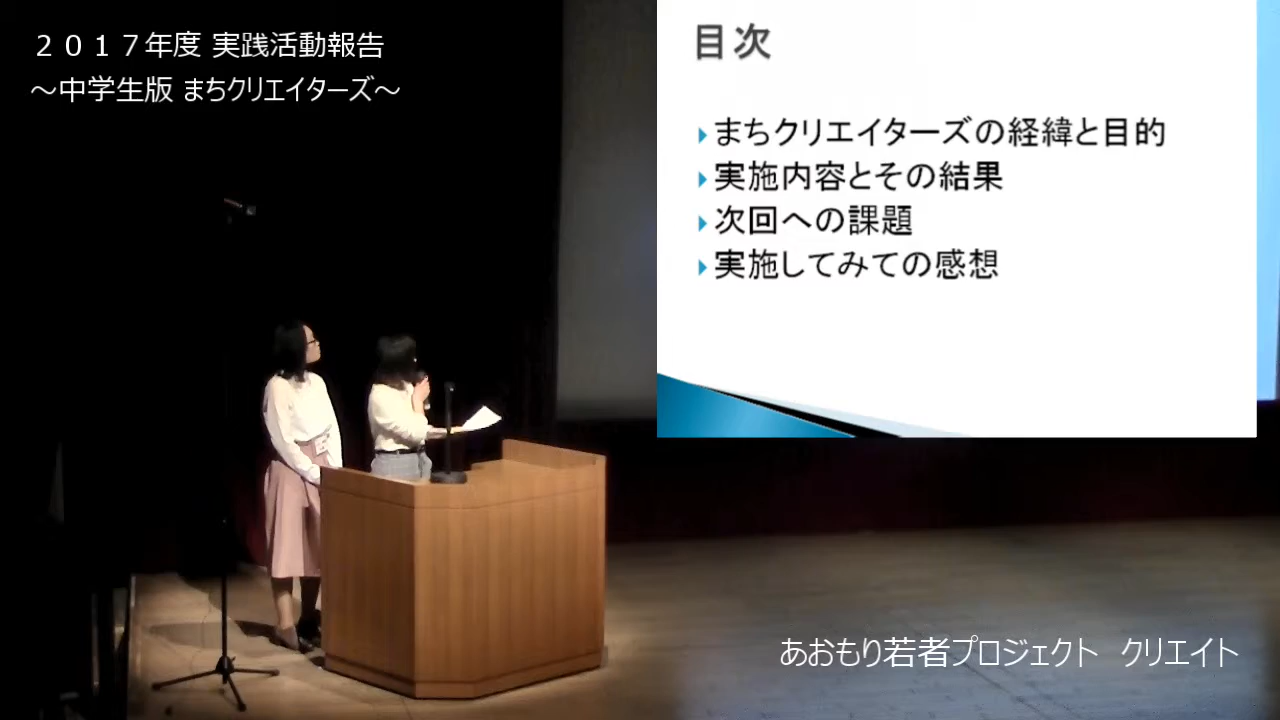 ２０１７年度 実践活動報告
～中学生版 まちクリエイターズ～
目次
まちクリエイターズの経緯と目的
実施内容とその結果
次回への課題
実施してみての感想
あおもり若者プロジェクト　クリエイト